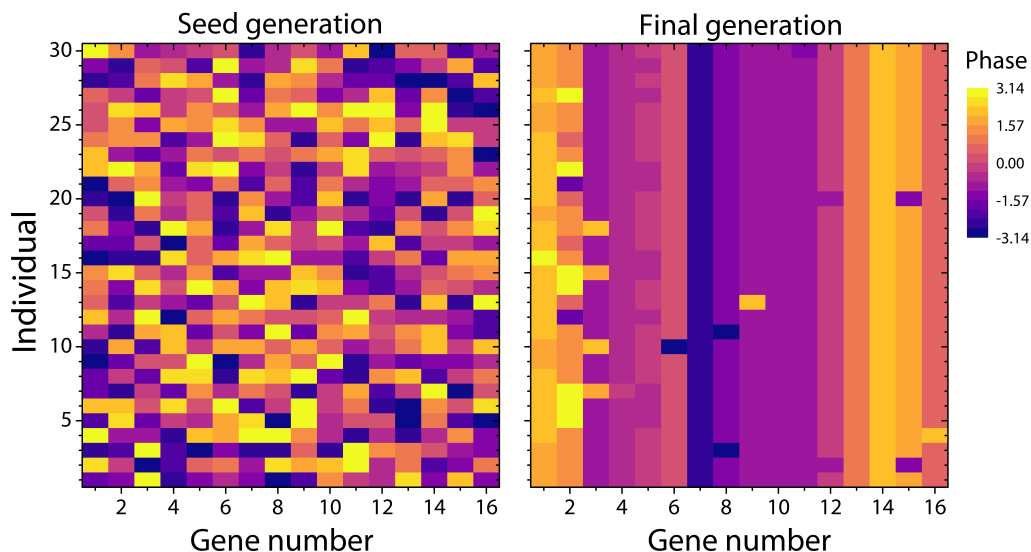 Seed generation
Final generation
Individual
30
25
20
15
10
5
2 4 6 8 10 12 14 16
Gene number
2 4 6 8 10 12 14 16
Gene number
Phase
3.14
1.57
0.00
-1.57
-3.14